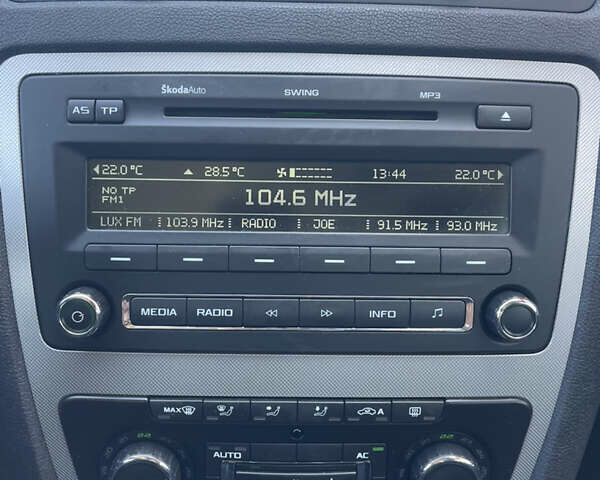 ŠkodaAuto SWING MP3
AS TP
22.0 °C 28.5 °C 13:44 22.0 °C
NO TP
FM1
104.6 MHz
LUX FM 103.9 MHz RADIO JOE 91.5 MHz 93.0 MHz
MEDIA RADIO INFO
MAX A
22 22
AUTO AC